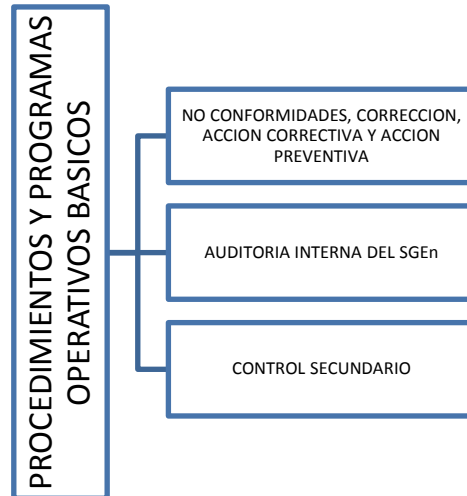 PROCEDIMIENTOS Y PROGRAMAS
OPERATIVOS BASICOS
NO CONFORMIDADES, CORRECCION,
ACCION CORRECTIVA Y ACCION
PREVENTIVA
AUDITORIA INTERNA DEL SGEn
CONTROL SECUNDARIO